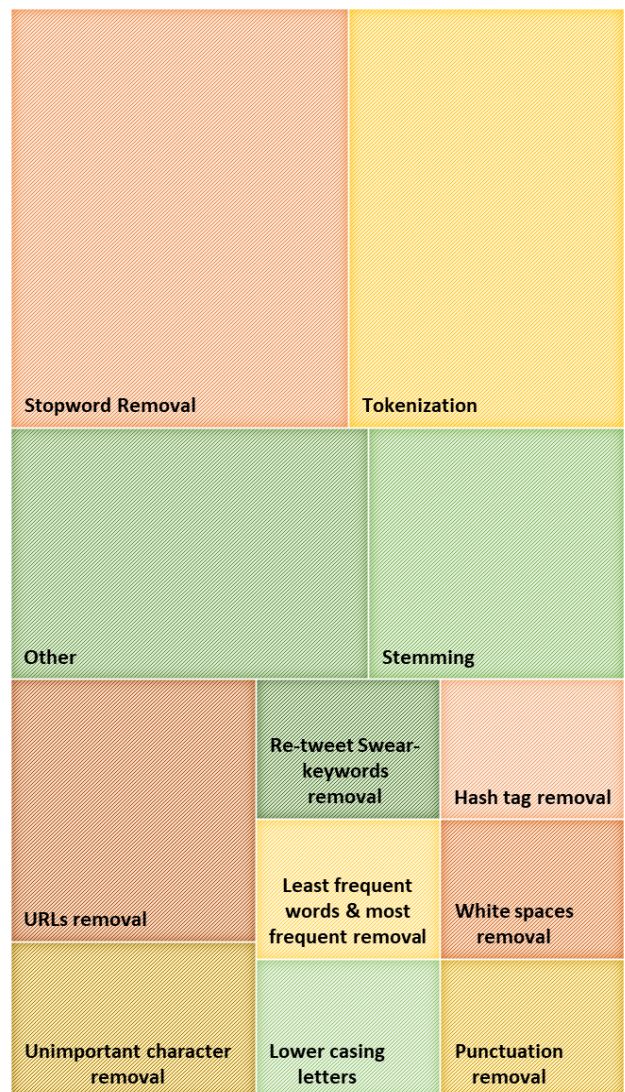 Stopword Removal
Tokenization
Other
Stemming
URLs removal
Re-tweet Swear-
keywords
removal
Hash tag removal
Least frequent
words & most
frequent removal
White spaces
removal
Unimportant character
removal
Lower casing
letters
Punctuation
removal